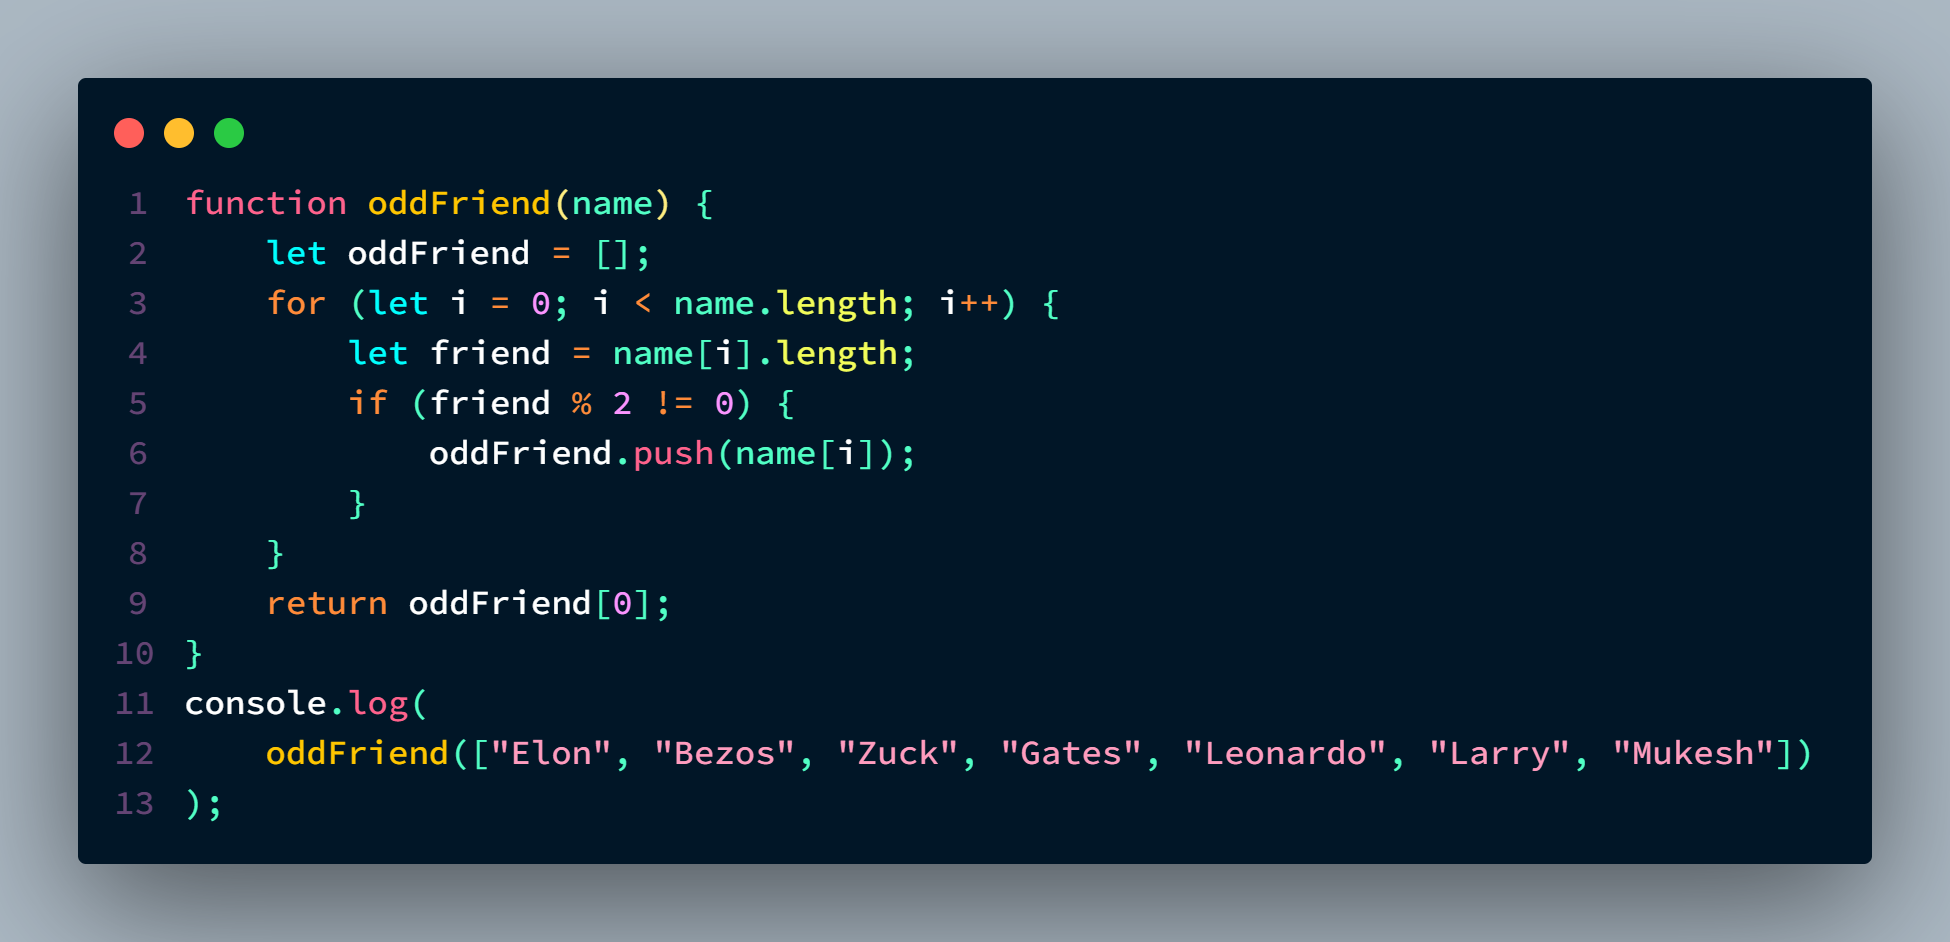 1 function oddFriend(name) {
2     let oddFriend = [];
3     for (let i = 0; i < name.length; i++) {
4         let friend = name[i].length;
5         if (friend % 2 != 0) {
6             oddFriend.push(name[i]);
7         }
8     }
9     return oddFriend[0];
10 }
11 console.log(
12     oddFriend(["Elon", "Bezos", "Zuck", "Gates", "Leonardo", "Larry", "Mukesh"])
13 );